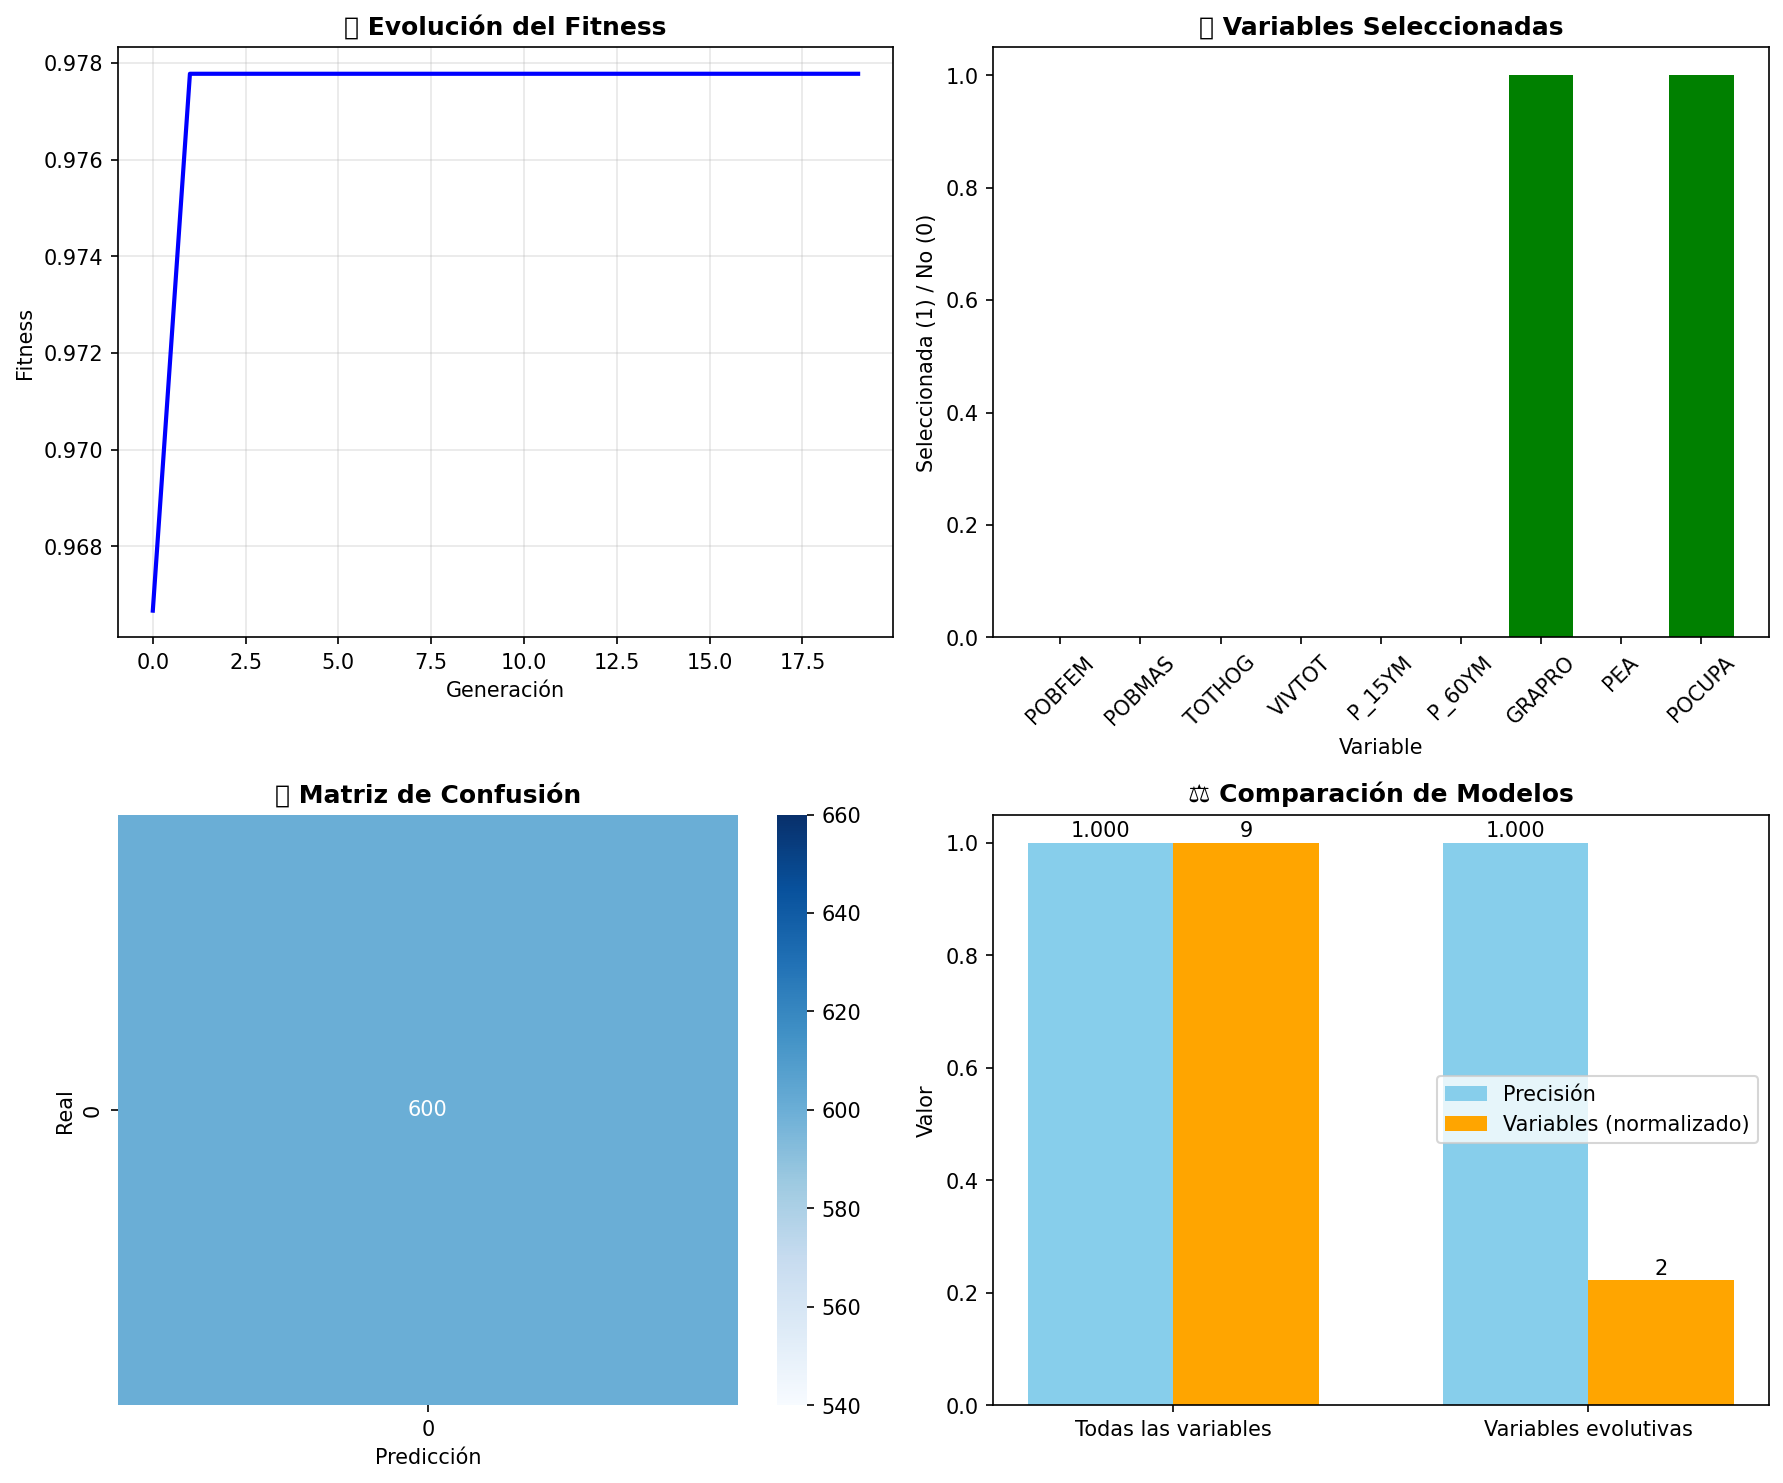 Evolución del Fitness
0.978
0.976
0.974
0.972
0.970
0.968
Fitness
0.0 2.5 5.0 7.5 10.0 12.5 15.0 17.5
Generación
Variables Seleccionadas
1.0
0.8
0.6
0.4
0.2
0.0
Seleccionada (1) / No (0)
POBFEM POBMAS TOTHOG VIVTOT P_15YM P_60YM GRAPRO PEA POCUPA
Variable
Matriz de Confusión
600
Real
0
0
Predicción
660
640
620
600
580
560
540
⚖ Comparación de Modelos
1.000 9 1.000
2
1.0
0.8
0.6
0.4
0.2
0.0
Valor
Precisión
Variables (normalizado)
Todas las variables Variables evolutivas